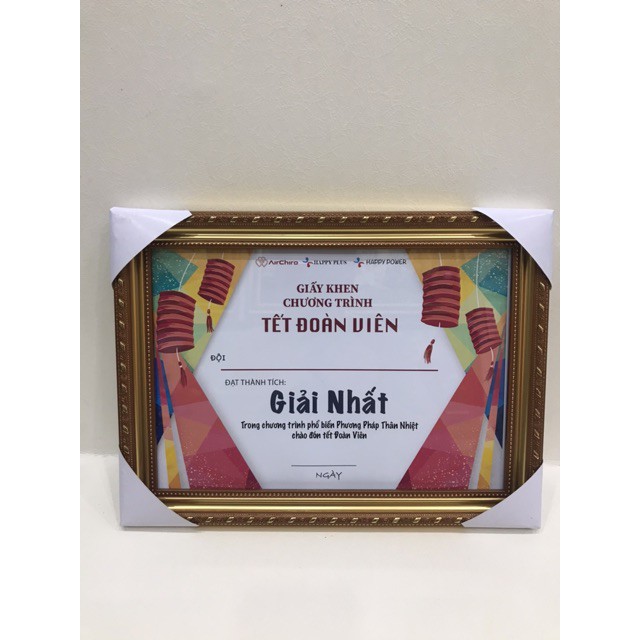 AirChiro HAPPY PLUS HAPPY POWER
GIẤY KHEN
CHƯƠNG TRÌNH
TẾT ĐOÀN VIÊN
ĐỘI
ĐẠT THÀNH TÍCH:
Giải Nhất
Trong chương trình phổ biến Phương Pháp Thân Nhiệt
chào đón tết Đoàn Viên
NGÀY